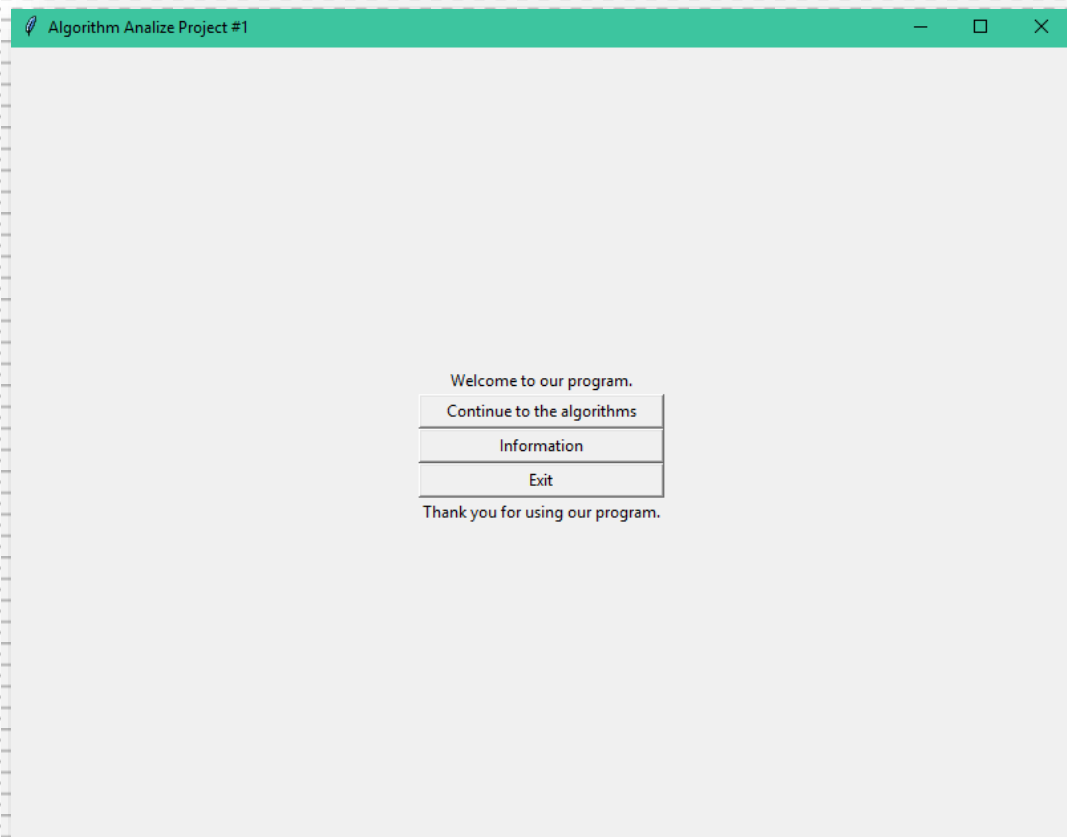 Algorithm Analize Project #1
Welcome to our program.
Continue to the algorithms
Information
Exit
Thank you for using our program.